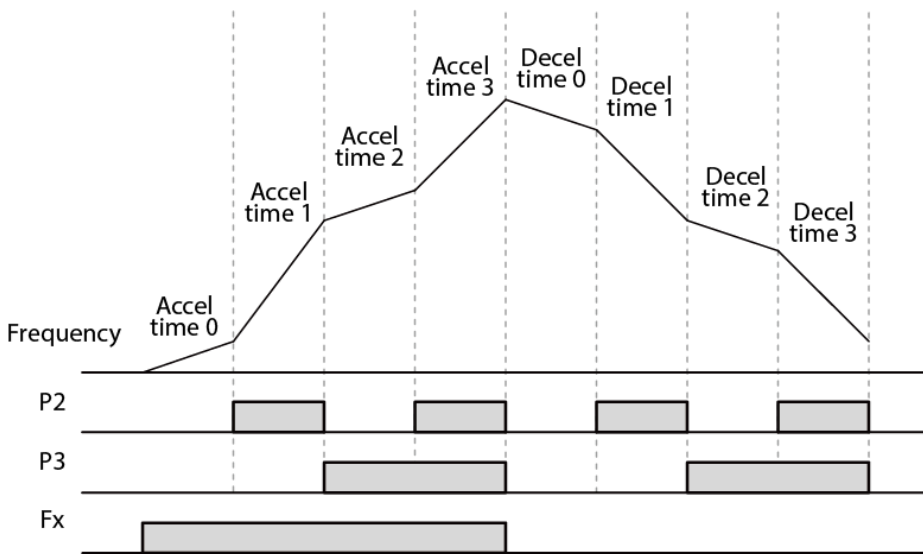 Accel
time 0
Accel
time 1
Accel
time 2
Accel
time 3
Decel
time 0
Decel
time 1
Decel
time 2
Decel
time 3
Frequency
P2
P3
Fx